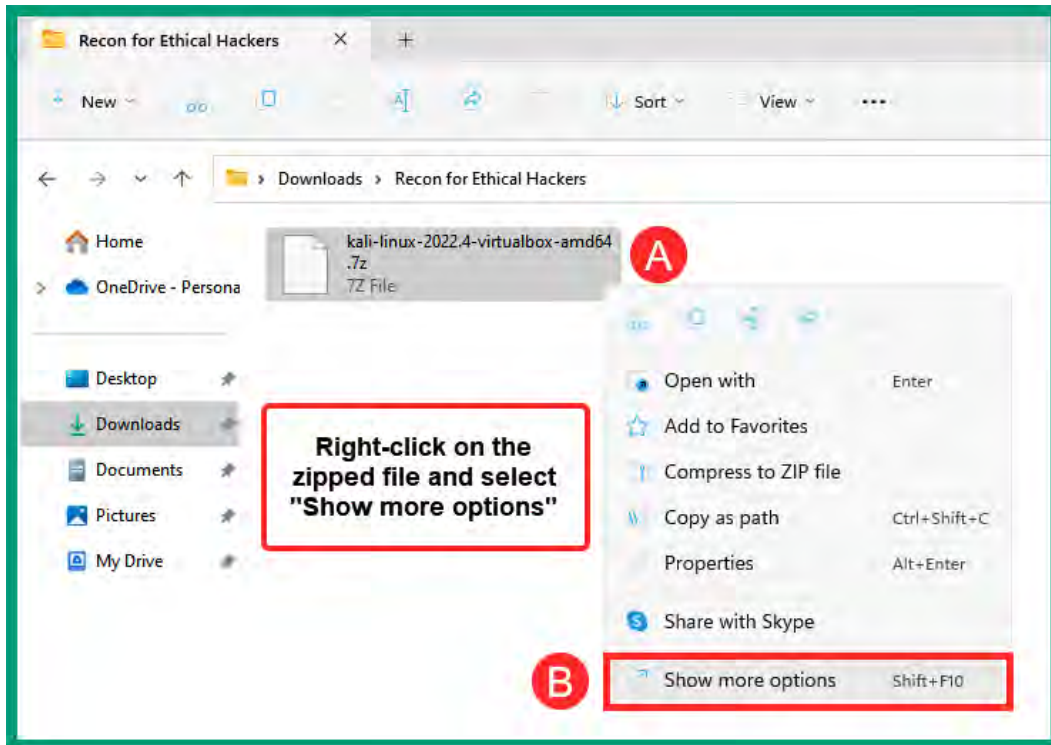 Recon for Ethical Hackers
New
Sort
View
Downloads > Recon for Ethical Hackers
Home
OneDrive - Persona
Desktop
Downloads
Documents
Pictures
My Drive
kali-linux-2022.4-virtualbox-amd64
.7z
7Z File
A
Right-click on the
zipped file and select
"Show more options"
Open with Enter
Add to Favorites
Compress to ZIP file
Copy as path Ctrl+Shift+C
Properties Alt+Enter
Share with Skype
B
Show more options Shift+F10